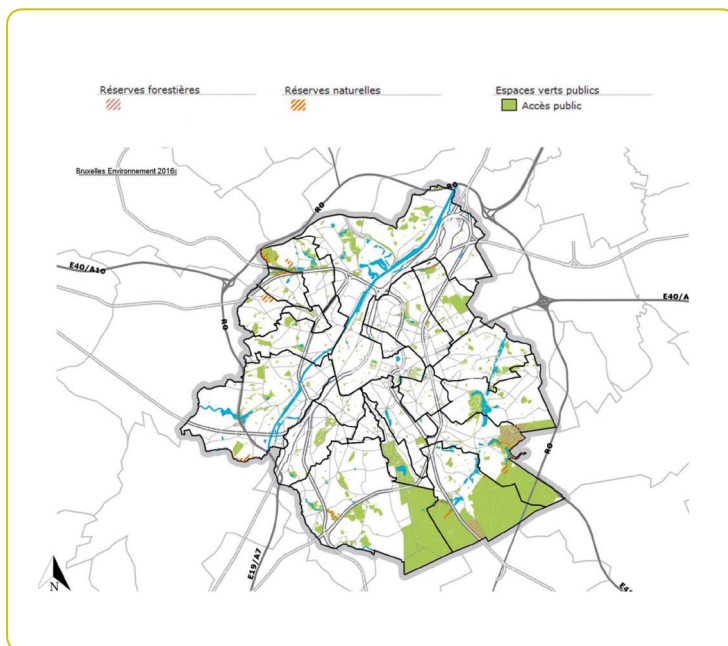 Réserves forestières
Réserves naturelles
Espaces verts publics
Accès public
Bruxelles Environnement 2016
R0
R0
E40/A10
E40/A
R0
R0
E19/A7
N